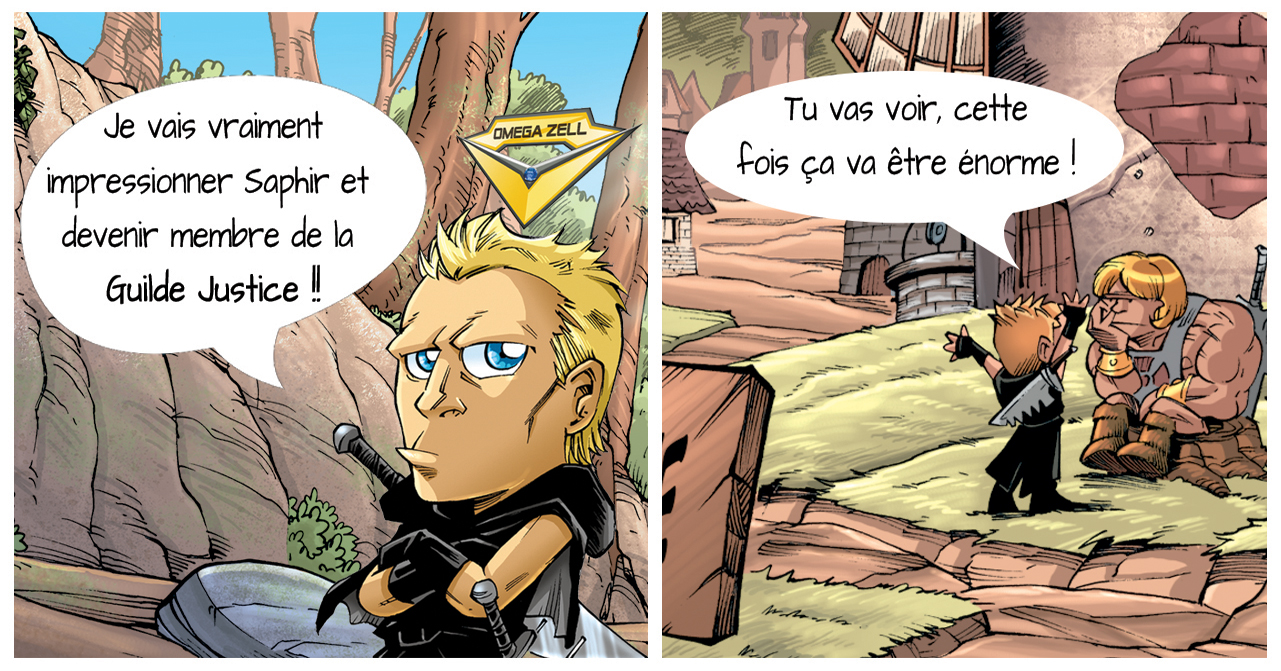 Je vais vraiment
impressionner Saphir et
devenir membre de la
Guilde Justice !!
OMEGA ZELL
Tu vas voir, cette
fois ça va être énorme !